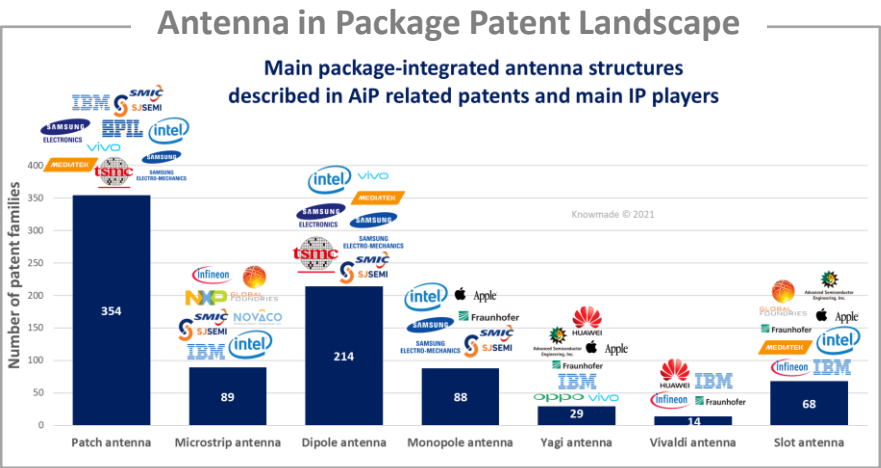 Antenna in Package Patent Landscape
Main package-integrated antenna structures
described in AiP related patents and main IP players
Knowmade © 2021
Number of patent families
400
350
300
250
200
150
100
50
0
IBM
SMIC
SJSEMI
SAMSUNG
ELECTRONICS
intel
vivo
MEDIATEK
tsmc
SAMSUNG
SAMSUNG
ELECTRO-MECHANICS
354
Patch antenna
infineon
GLOBAL
FOUNDRIES
NXP
SMIC
SJSEMI
NOVACO
IBM
intel
89
Microstrip antenna
intel
vivo
MEDIATEK
SAMSUNG
ELECTRONICS
SAMSUNG
SAMSUNG
ELECTRO-MECHANICS
tsmc
SMIC
SJSEMI
214
Dipole antenna
intel
Apple
Fraunhofer
SAMSUNG
SAMSUNG
ELECTRO-MECHANICS
SMIC
SJSEMI
88
Monopole antenna
HUAWEI
Advanced Semiconductor
Engineering, Inc.
Apple
Fraunhofer
IBM
oppo
vivo
29
Yagi antenna
HUAWEI
IBM
infineon
Fraunhofer
14
Vivaldi antenna
GLOBAL
FOUNDRIES
Advanced Semiconductor
Engineering, Inc.
Apple
Fraunhofer
MEDIATEK
intel
infineon
IBM
68
Slot antenna